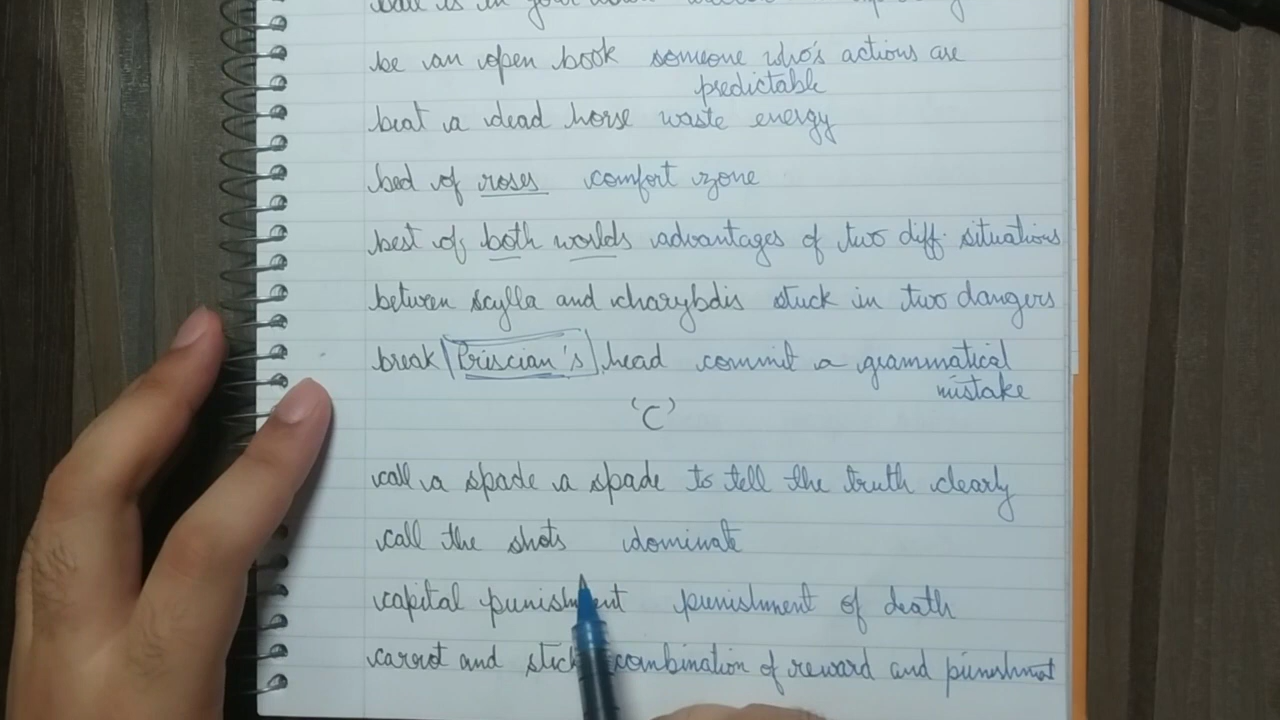 be an open book someone who's actions are
predictable
beat a dead horse waste energy
bed of roses comfort zone
best of both worlds advantages of two diff. situations
between scylla and charybdis stuck in two dangers
break Priscian's head commit a grammatical
mistake
'C'
call a spade a spade to tell the truth clearly
call the shots dominate
capital punishment punishment of death
carrot and stick combination of reward and punishment